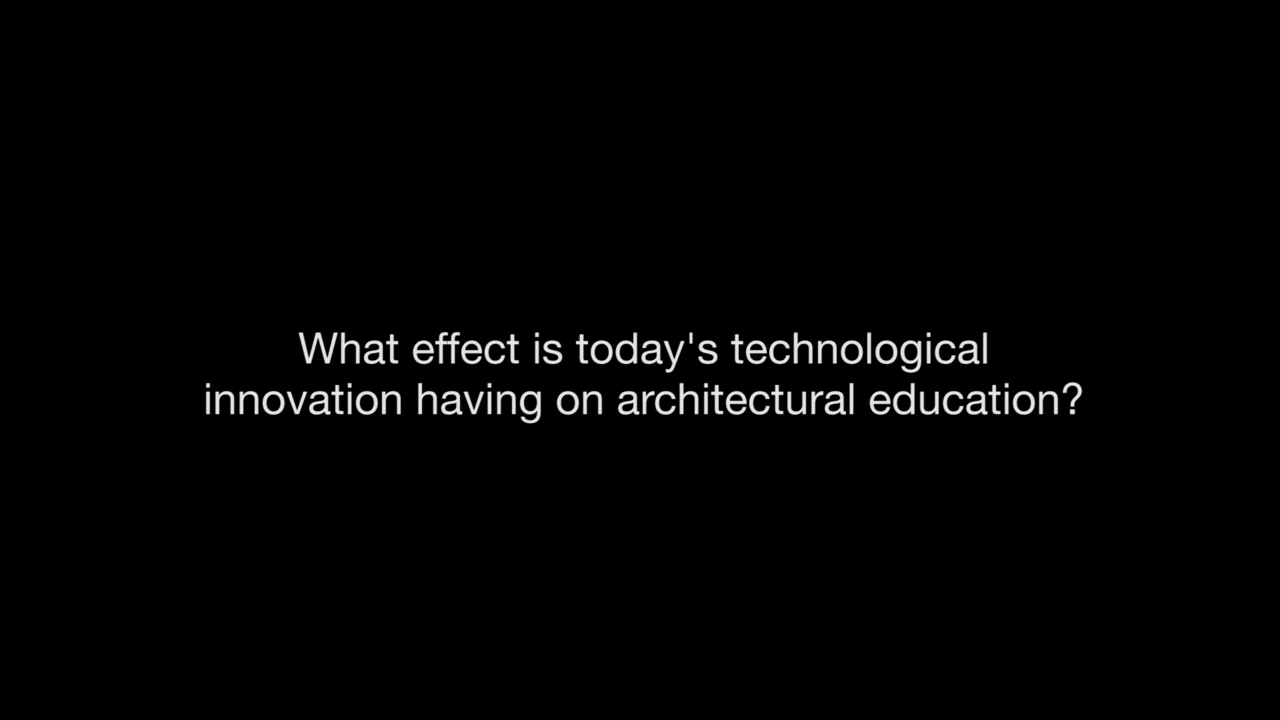 What effect is today's technological
innovation having on architectural education?